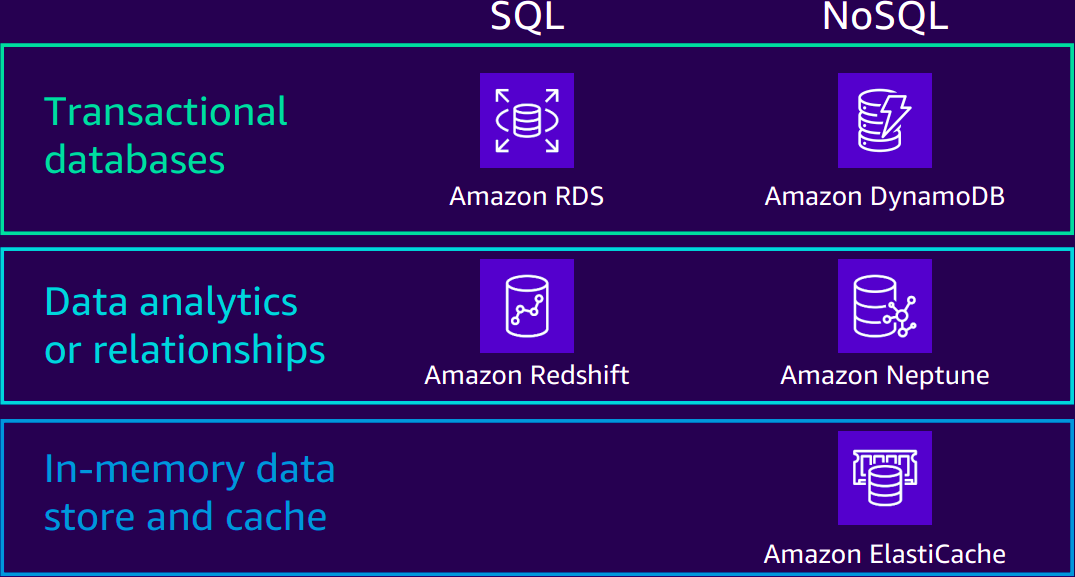 SQL
NoSQL
Transactional
databases
Amazon RDS
Amazon DynamoDB
Data analytics
or relationships
Amazon Redshift
Amazon Neptune
In-memory data
store and cache
Amazon ElastiCache